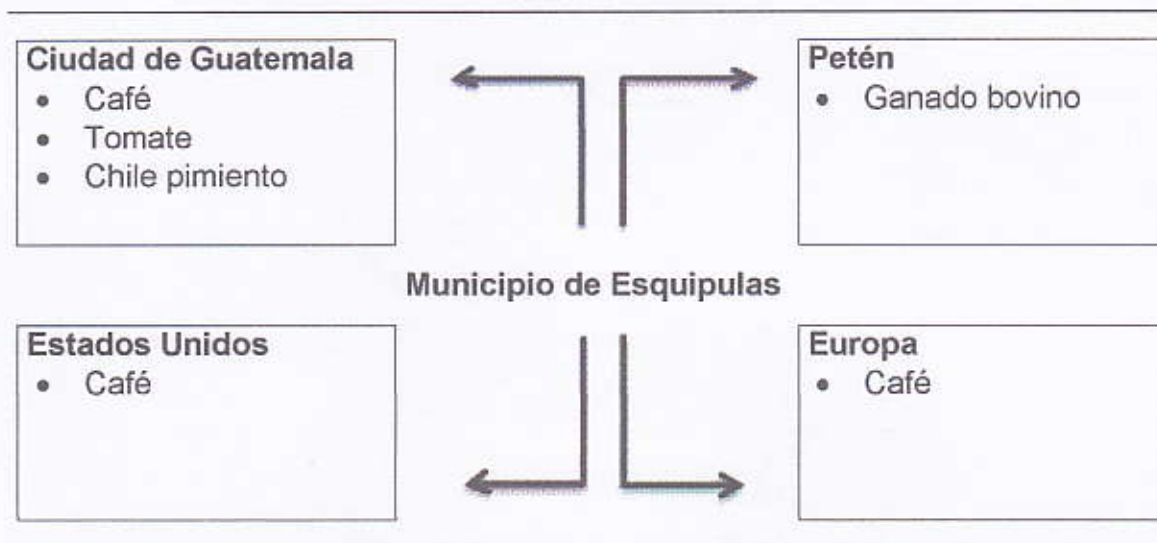 Ciudad de Guatemala
• Café
• Tomate
• Chile pimiento
Petén
• Ganado bovino
Municipio de Esquipulas
Estados Unidos
• Café
Europa
• Café